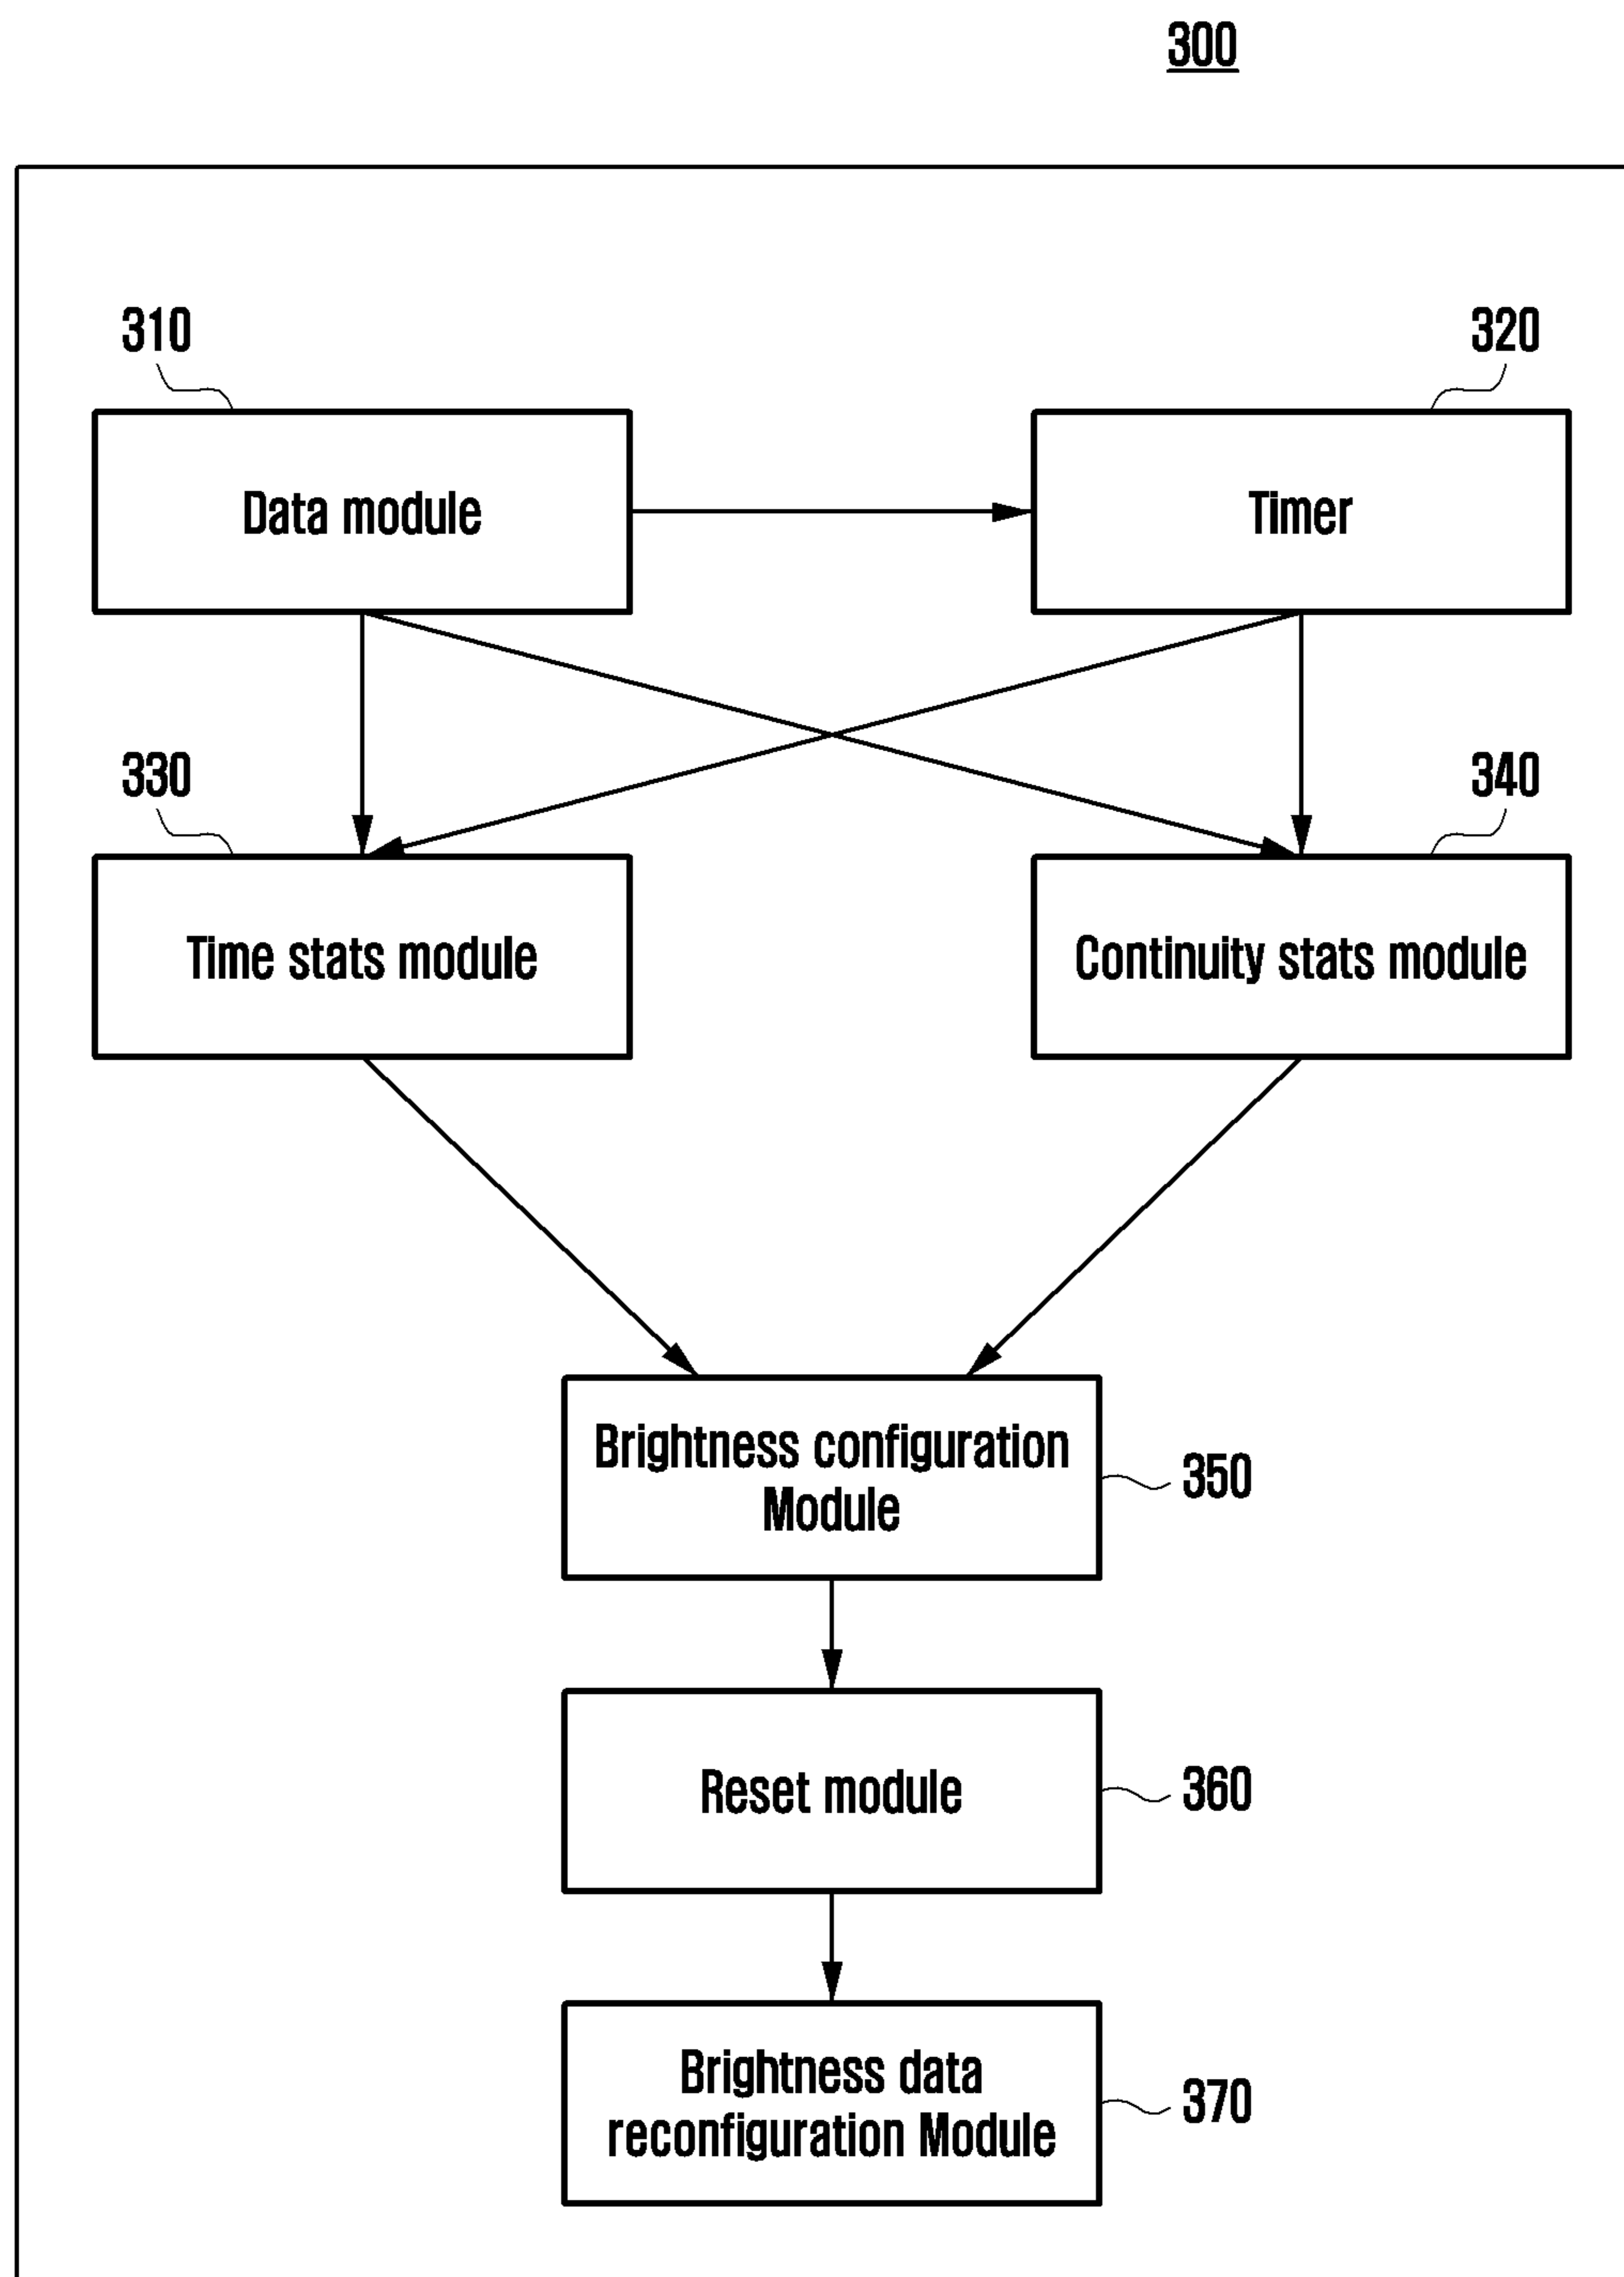 300
310
320
Data module
Timer
330
340
Time stats module
Continuity stats module
Brightness configuration
Module
350
Reset module
360
Brightness data
reconfiguration Module
370